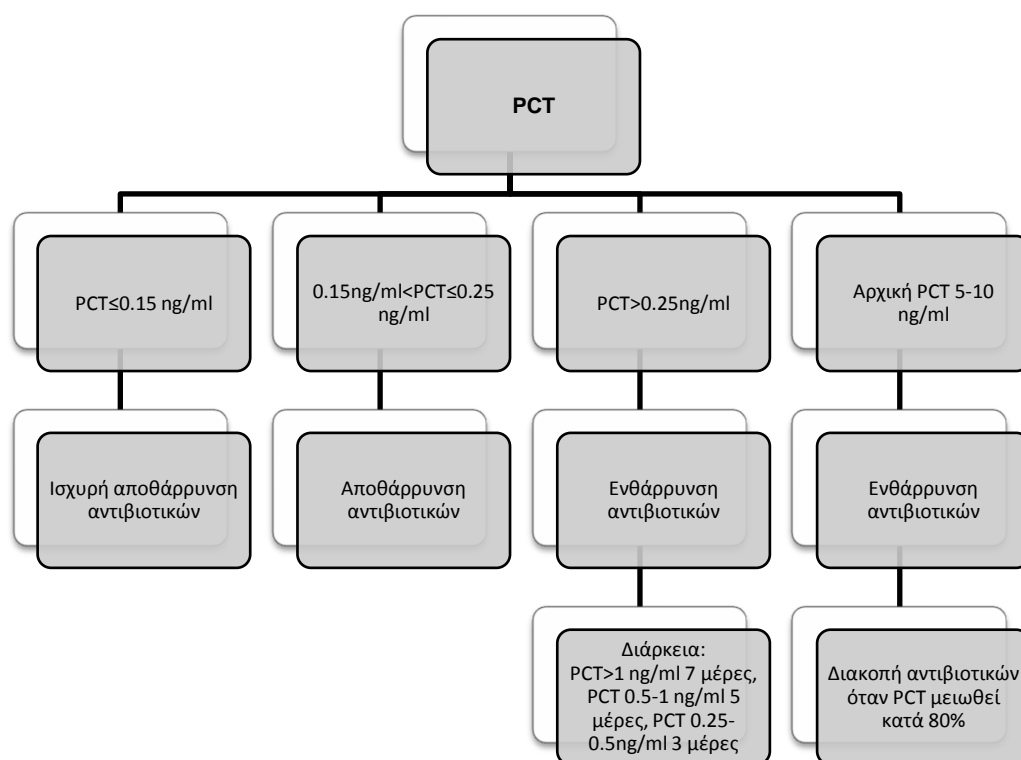 PCT
PCT≤0.15 ng/ml
0.15ng/ml<PCT≤0.25
ng/ml
PCT>0.25ng/ml
Αρχική PCT 5-10
ng/ml
Ισχυρή αποθάρρυνση
αντιβιοτικών
Αποθάρρυνση
αντιβιοτικών
Ενθάρρυνση
αντιβιοτικών
Ενθάρρυνση
αντιβιοτικών
Διάρκεια:
PCT>1 ng/ml 7 μέρες,
PCT 0.5-1 ng/ml 5
μέρες, PCT 0.25-
0.5ng/ml 3 μέρες
Διακοπή αντιβιοτικών
όταν PCT μειωθεί
κατά 80%